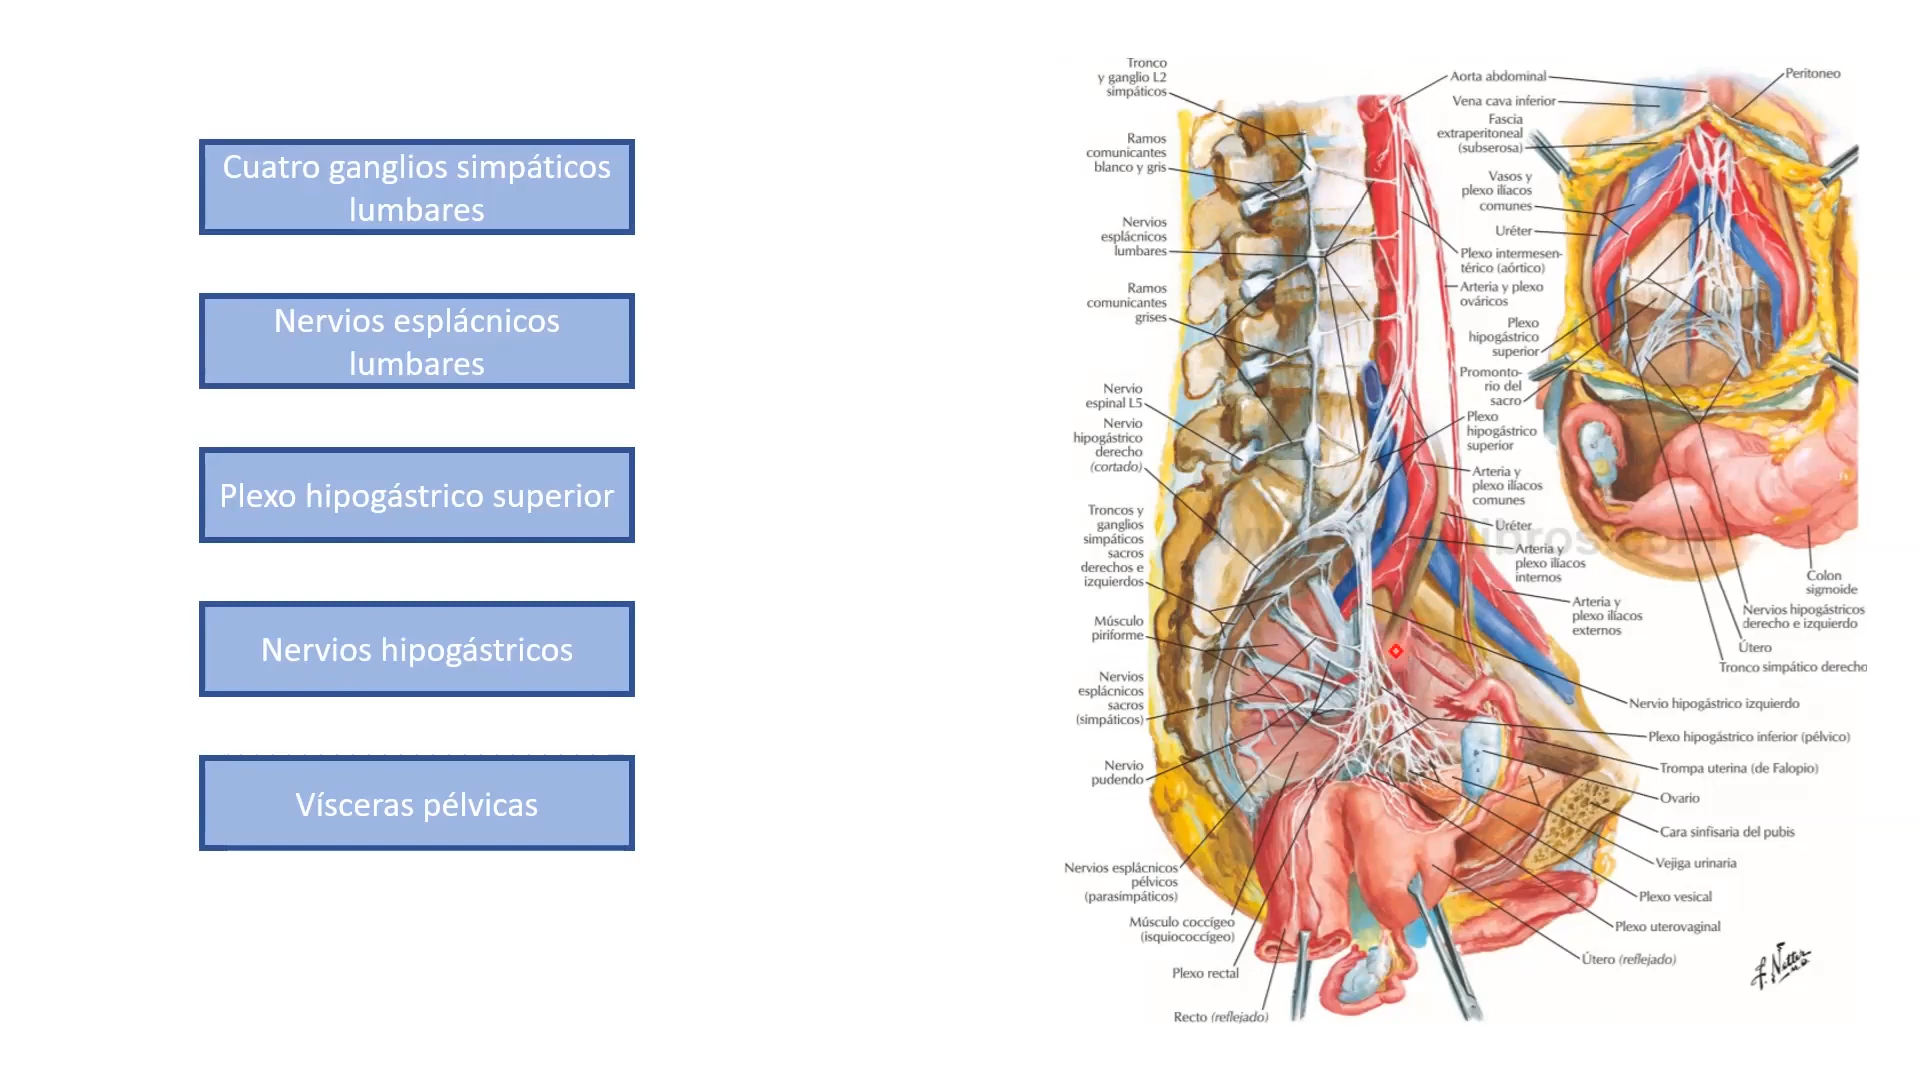 Cuatro ganglios simpáticos
lumbares
Nervios esplácnicos
lumbares
Plexo hipogástrico superior
Nervios hipogástricos
Vísceras pélvicas
Tronco
y ganglio L2
simpáticos
Ramos
comunicantes
blanco y gris
Nervios
esplácnicos
lumbares
Ramos
comunicantes
grises
Nervio
espinal L5
Nervio
hipogástrico
derecho
(cortado)
Troncos y
ganglios
simpáticos
sacros
derechos e
izquierdos
Músculo
piriforme
Nervios
esplácnicos
sacros
(simpáticos)
Nervio
pudendo
Nervios esplácnicos
pélvicos
(parasimpáticos)
Músculo coccígeo
(isquiococcígeo)
Plexo rectal
Recto (reflejado)
Aorta abdominal
Vena cava inferior
Fascia
extraperitoneal
(subserosa)
Vasos y
plexo ilíacos
comunes
Uréter
Plexo intermesen-
térico (aórtico)
Arteria y plexo
ováricos
Plexo
hipogástrico
superior
Promonto-
rio del
sacro
Plexo
hipogástrico
superior
Arteria y
plexo ilíacos
comunes
Uréter
Arteria y
plexo ilíacos
internos
Arteria y
plexo ilíacos
externos
Peritoneo
Colon
sigmoide
Nervios hipogástricos
derecho e izquierdo
Útero
Tronco simpático derecho
Nervio hipogástrico izquierdo
Plexo hipogástrico inferior (pélvico)
Trompa uterina (de Falopio)
Ovario
Cara sinfisaria del pubis
Vejiga urinaria
Plexo vesical
Plexo uterovaginal
Útero (reflejado)
F. Netter
M.D.